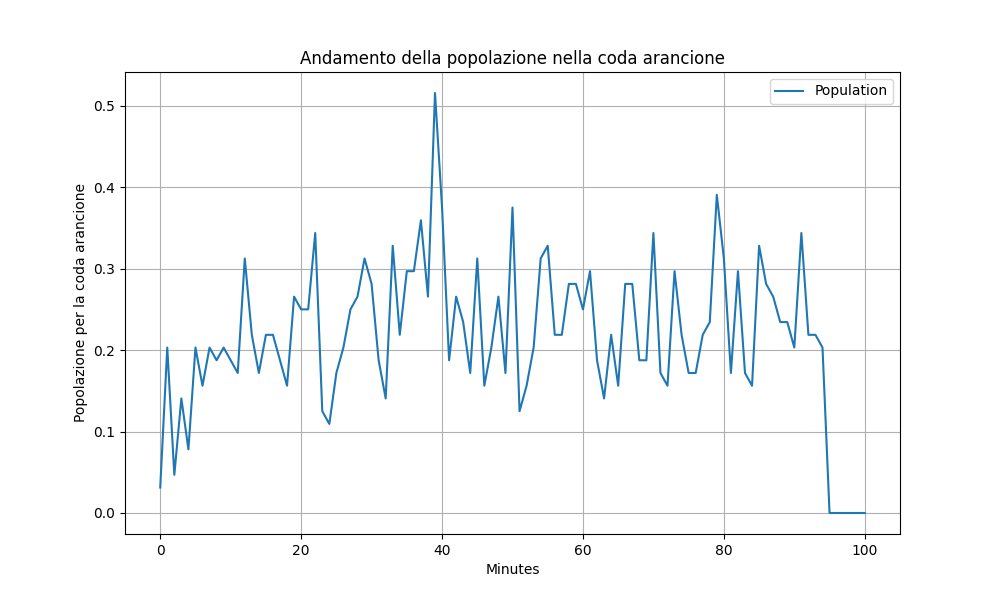 Andamento della popolazione nella coda arancione
Population
Popolazione per la coda arancione
0.5
0.4
0.3
0.2
0.1
0.0
0 20 40 60 80 100
Minutes